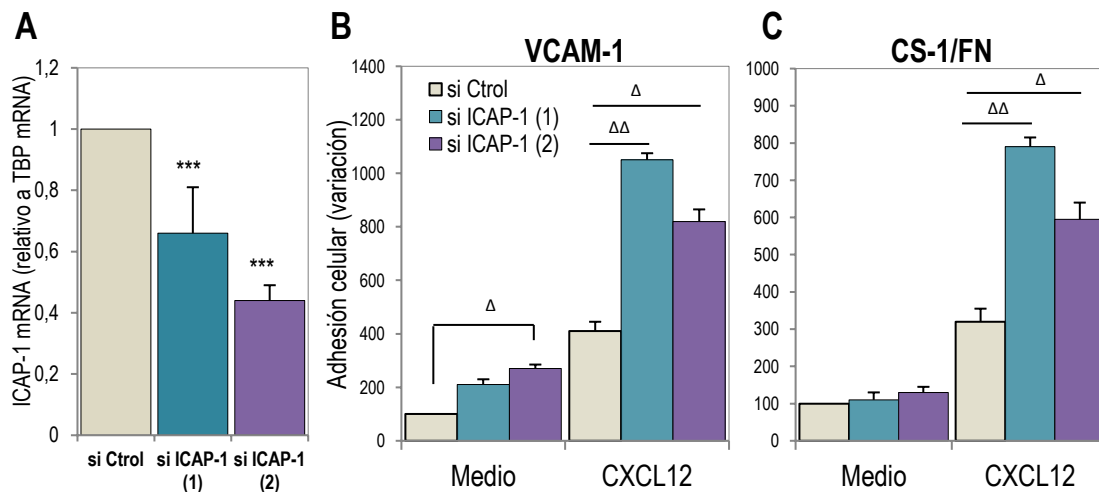 A
ICAP-1 mRNA (relativo a TBP mRNA)
1,2
1
0,8
0,6
0,4
0,2
0
***
***
si Ctrol
si ICAP-1
(1)
si ICAP-1
(2)
B
VCAM-1
Adhesión celular (variación)
1400
1200
1000
800
600
400
200
0
si Ctrol
si ICAP-1 (1)
si ICAP-1 (2)
Δ
Δ
ΔΔ
Medio
CXCL12
C
CS-1/FN
1000
900
800
700
600
500
400
300
200
100
0
Δ
ΔΔ
Medio
CXCL12